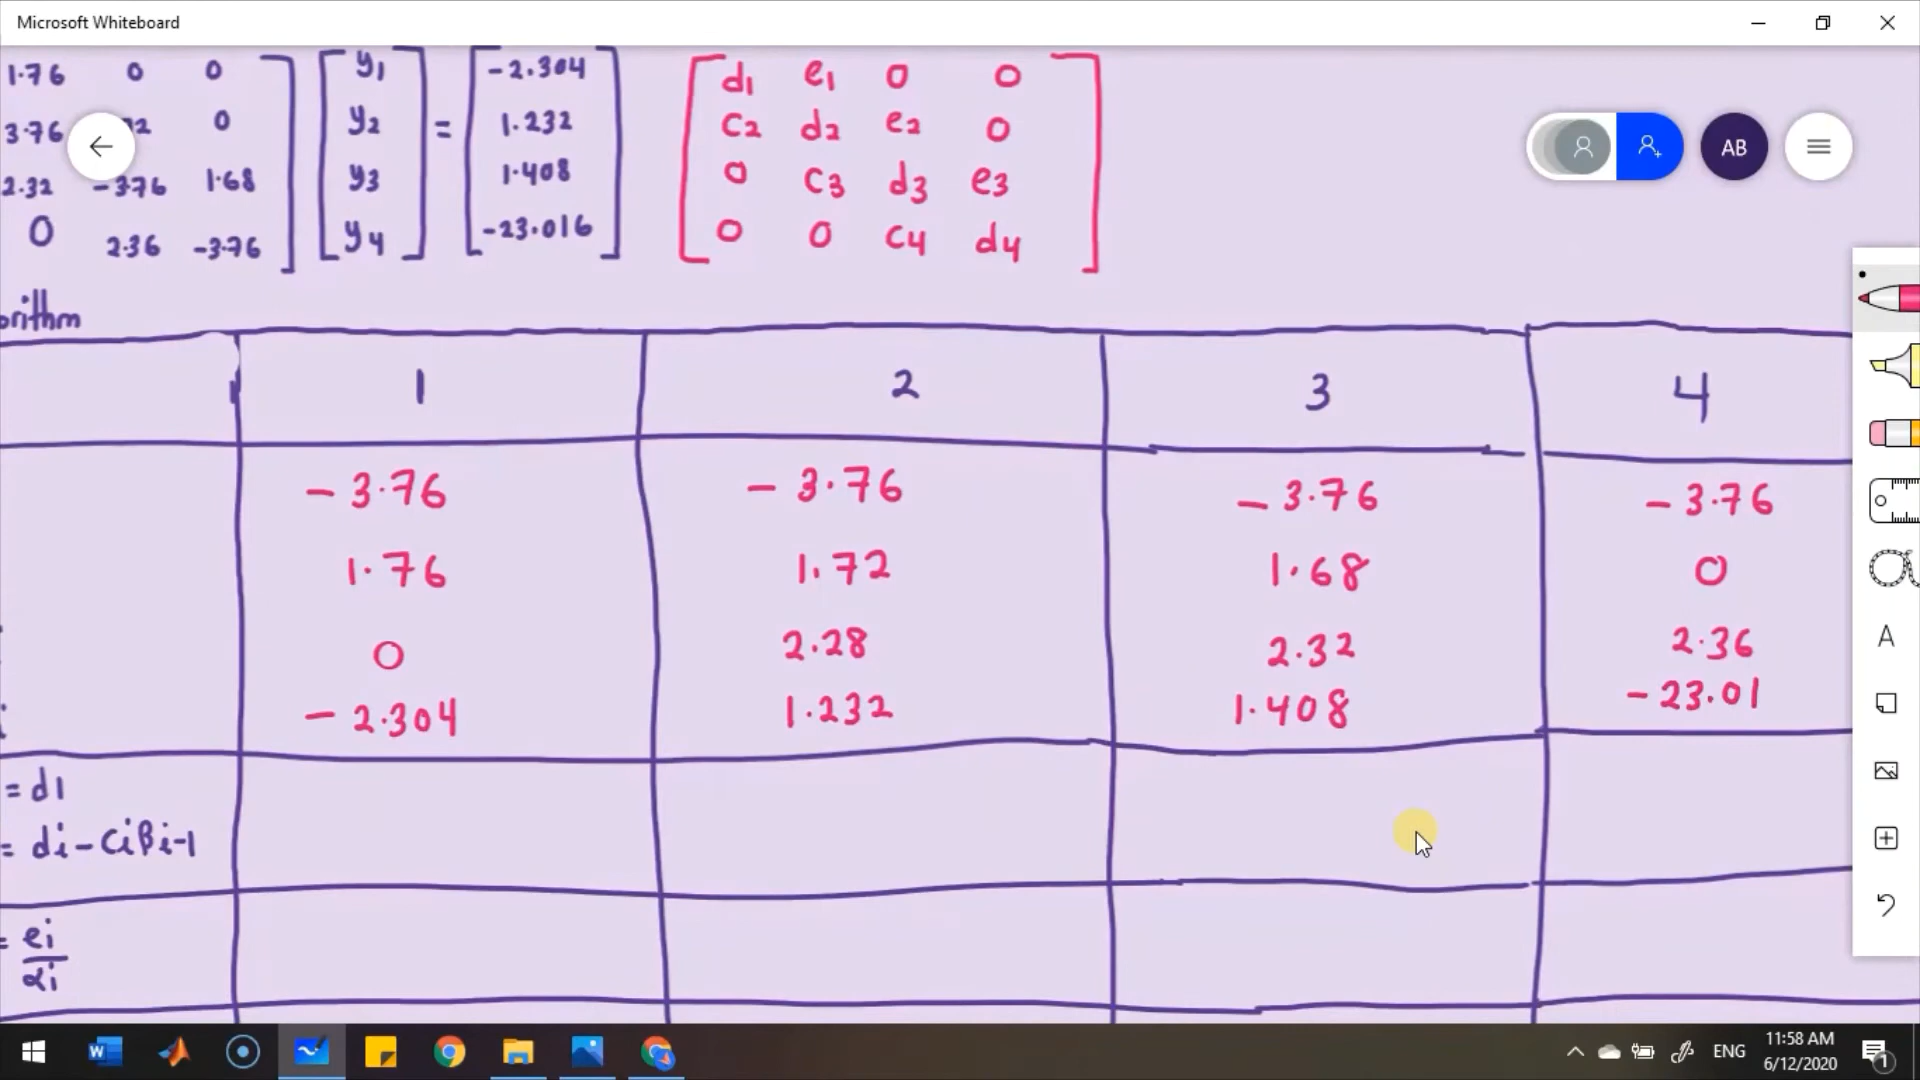 Microsoft Whiteboard
1.76 0 0
3.76 0
2.32 -3.76 1.68
0 2.36 -3.76
y1
y2
y3
y4
=
-2.304
1.232
1.408
-23.016
d1 e1 0 0
c2 d2 e2 0
0 c3 d3 e3
0 0 c4 d4
AB
orithm
1 2 3 4
-3.76 -3.76 -3.76 -3.76
1.76 1.72 1.68 0
0 2.28 2.32 2.36
-2.304 1.232 1.408 -23.01
= d1
= di-ciβi-1
= ei
αi
A
ENG
11:58 AM
6/12/2020
1